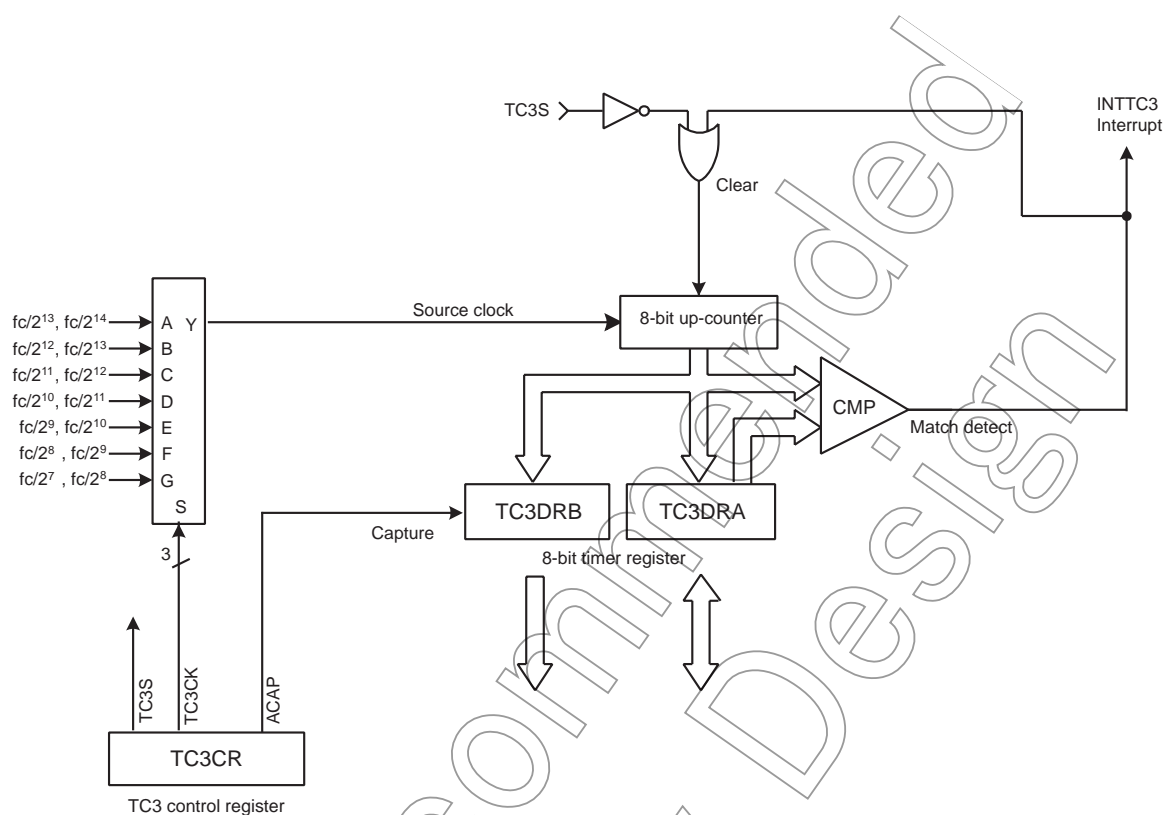 TC3S
INTTC3
Interrupt
Clear
Source clock
8-bit up-counter
fc/2¹³, fc/2¹⁴
A Y
fc/2¹², fc/2¹³
B
fc/2¹¹, fc/2¹²
C
fc/2¹⁰, fc/2¹¹
D
fc/2⁹, fc/2¹⁰
E
fc/2⁸ , fc/2⁹
F
fc/2⁷ , fc/2⁸
G
S
3
CMP
Match detect
TC3DRB
TC3DRA
Capture
8-bit timer register
TC3S
TC3CK
ACAP
TC3CR
TC3 control register
ommended
Design